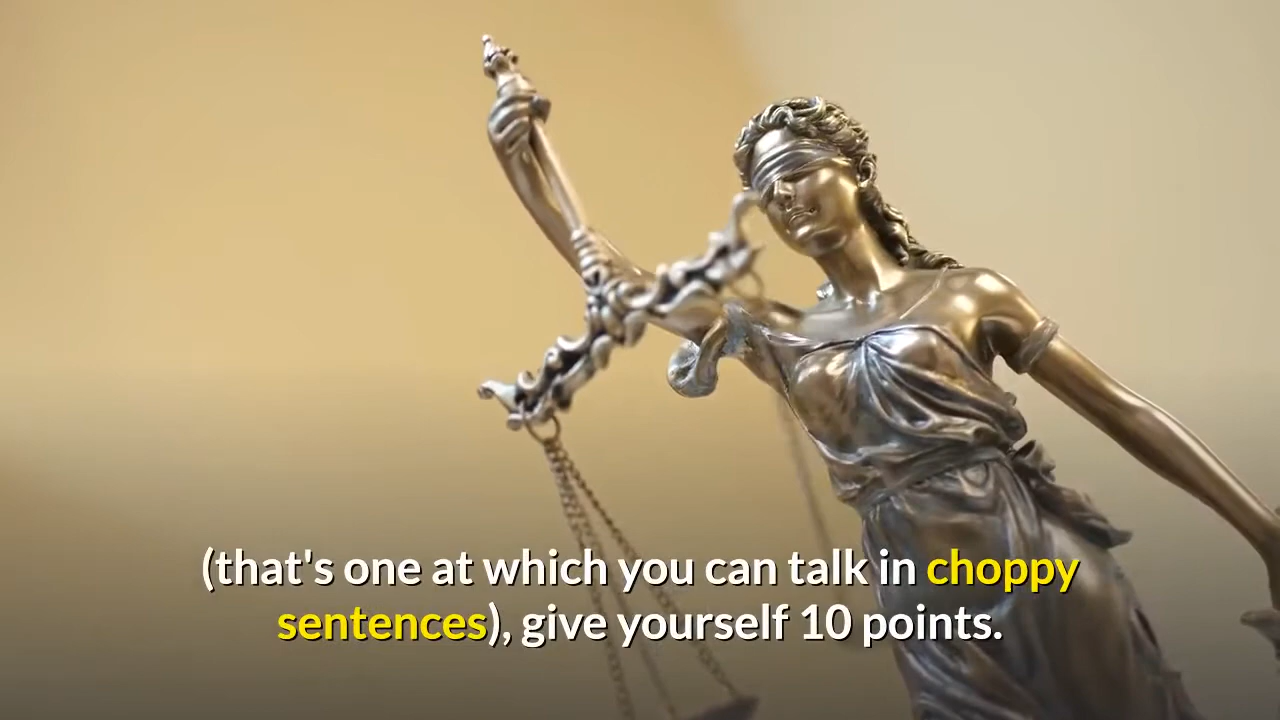 (that's one at which you can talk in choppy
sentences), give yourself 10 points.